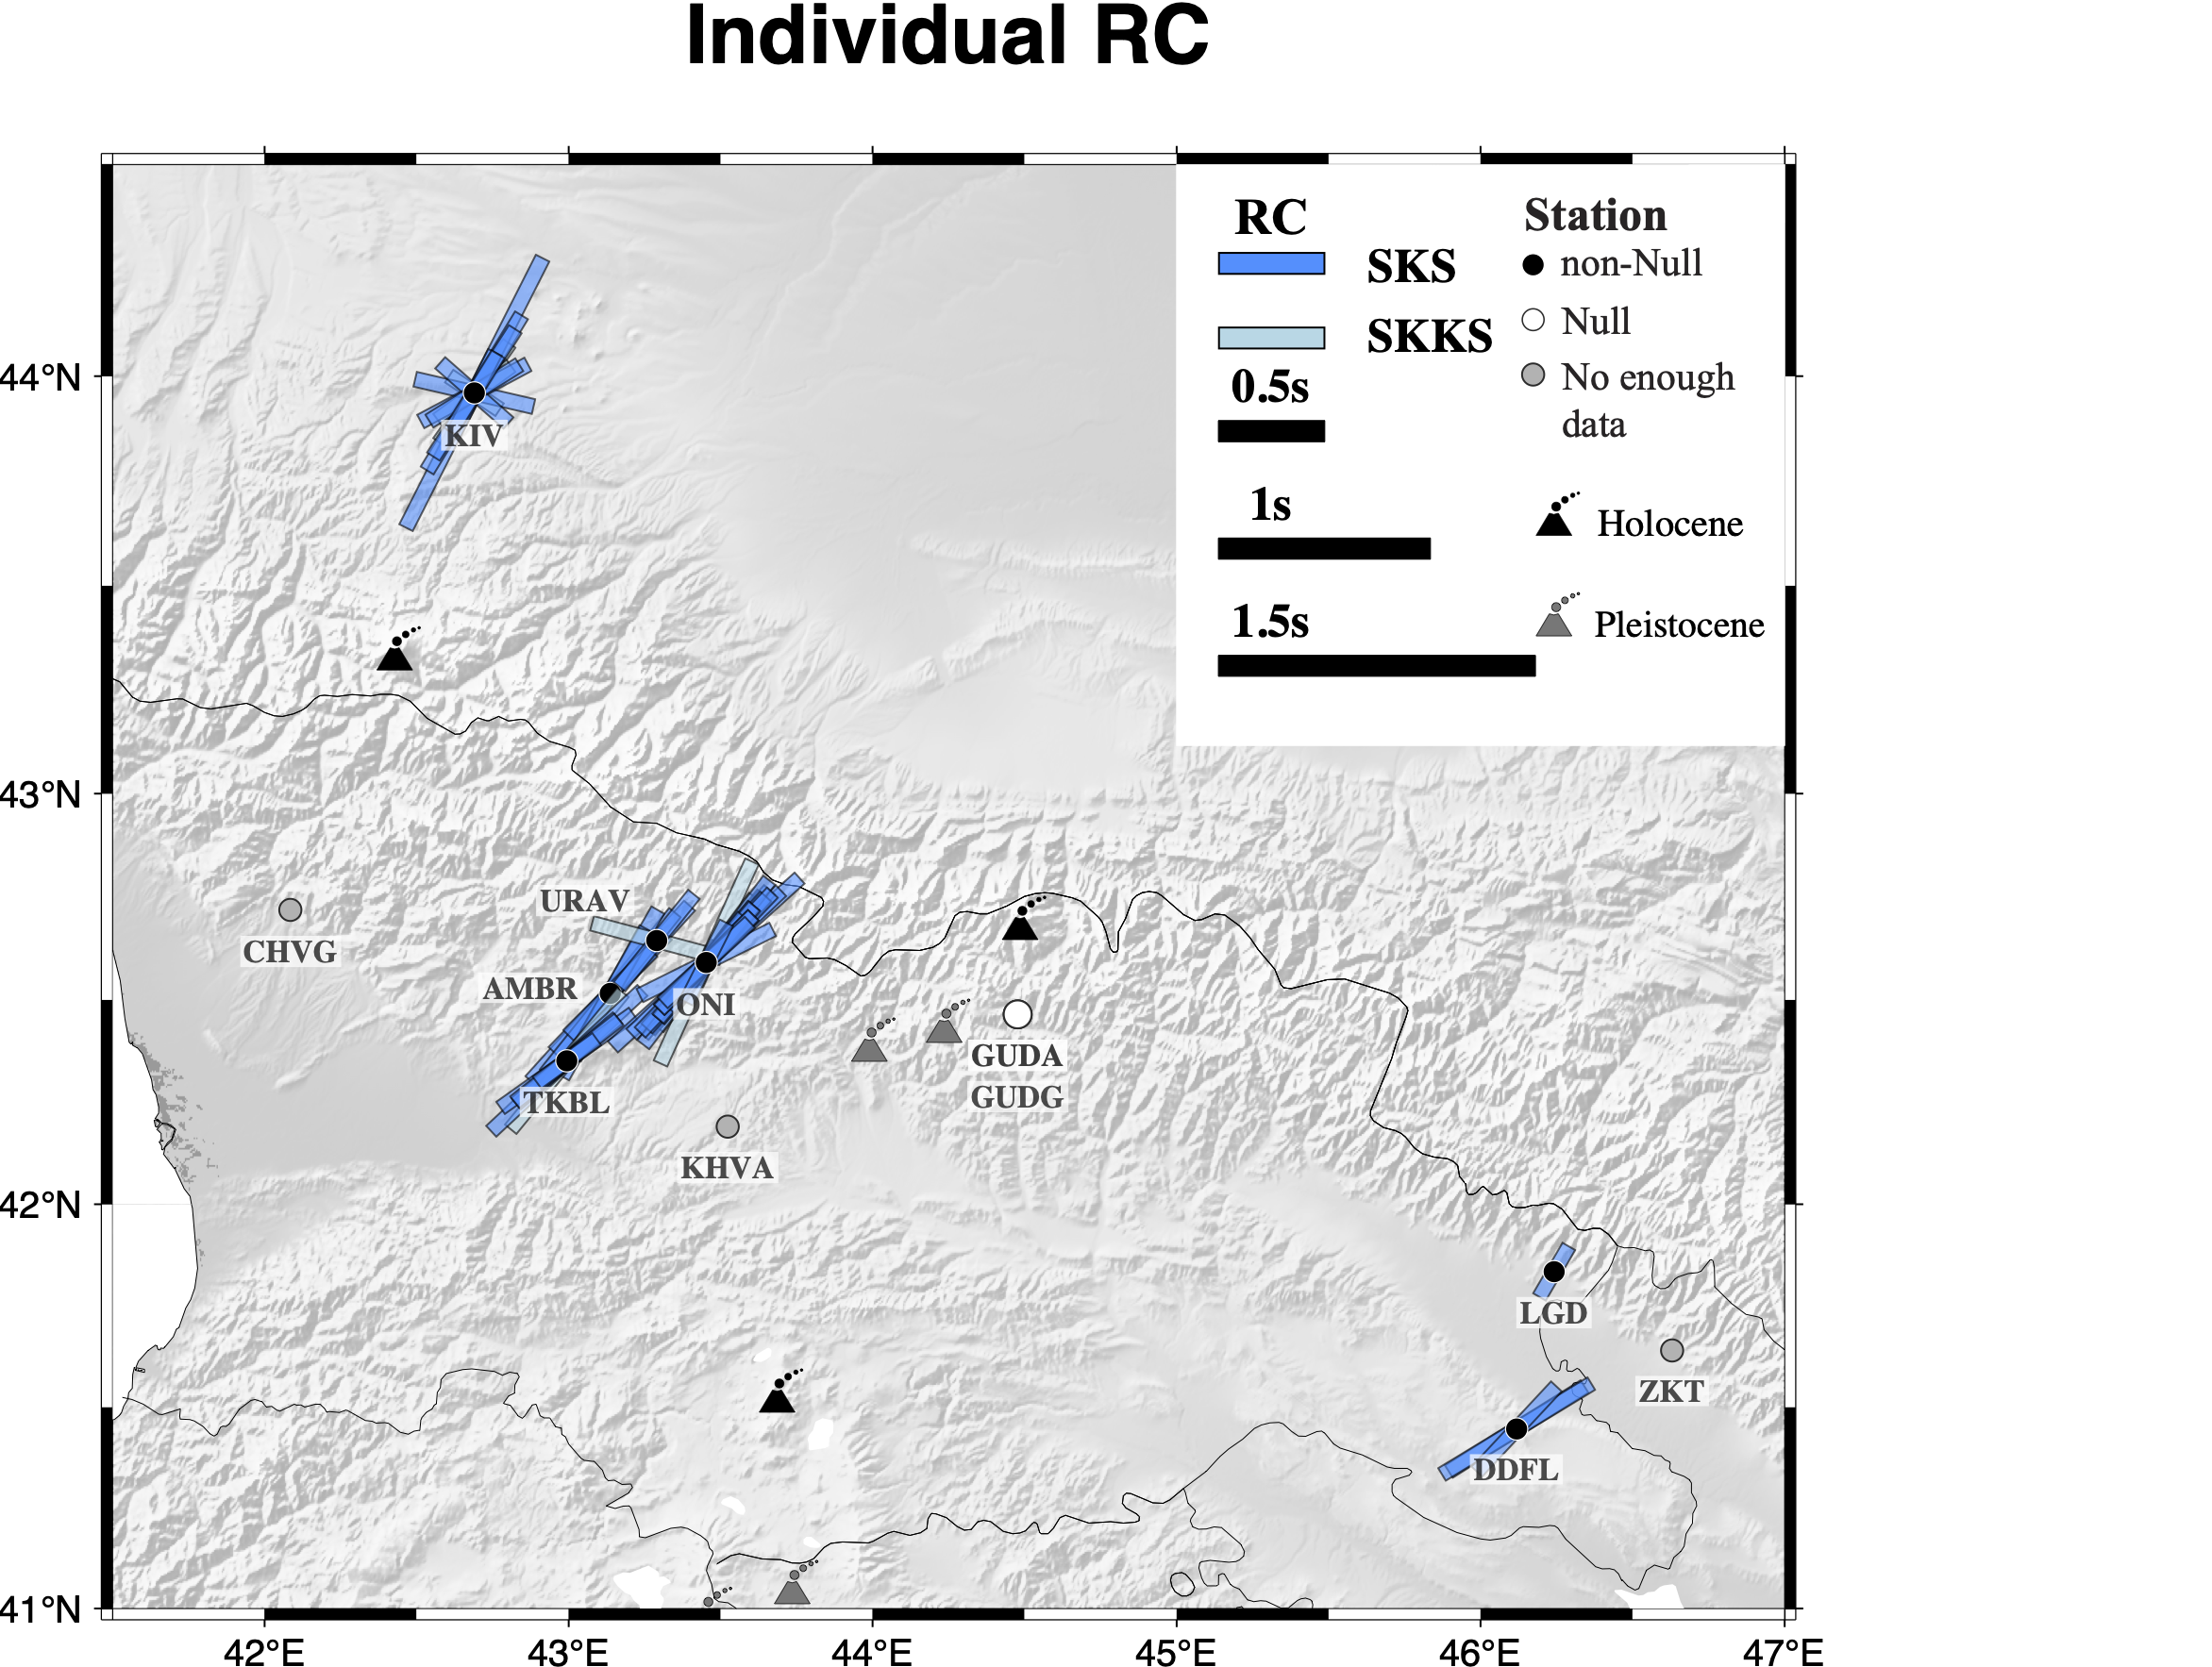 Individual RC
RC
Station
SKS
non-Null
SKKS
Null
0.5s
No enough
data
1s
Holocene
1.5s
Pleistocene
44°N
43°N
42°N
41°N
KIV
URAV
CHVG
AMBR
ONI
GUDA
GUDG
TKBL
KHVA
LGD
ZKT
DDFL
42°E
43°E
44°E
45°E
46°E
47°E